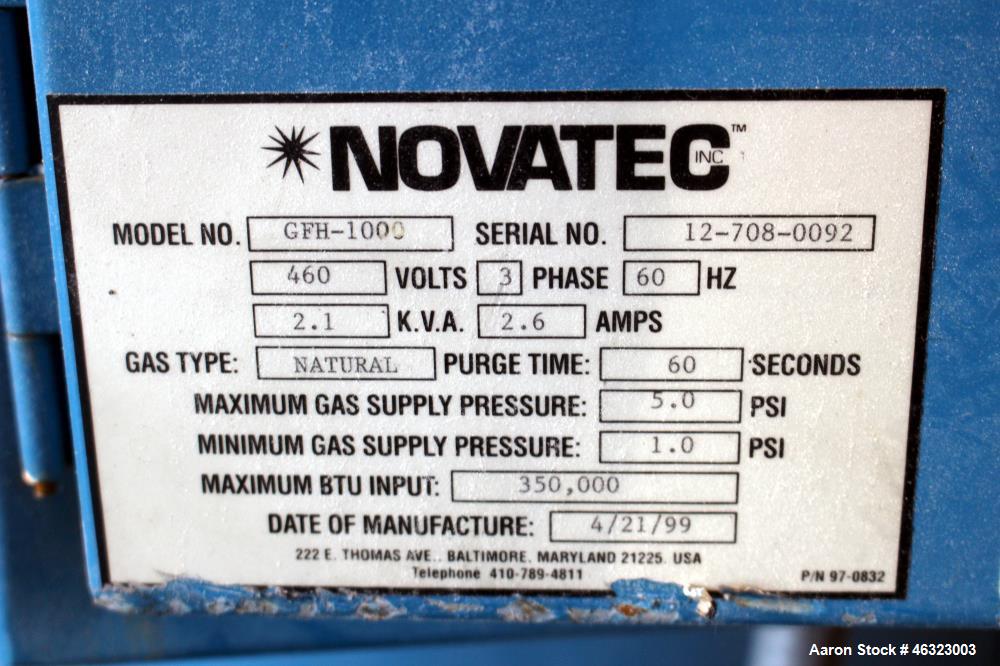 NOVATEC INC ™
MODEL NO. GFH-1000 SERIAL NO. 12-708-0092
460 VOLTS 3 PHASE 60 HZ
2.1 K.V.A. 2.6 AMPS
GAS TYPE: NATURAL PURGE TIME: 60 SECONDS
MAXIMUM GAS SUPPLY PRESSURE: 5.0 PSI
MINIMUM GAS SUPPLY PRESSURE: 1.0 PSI
MAXIMUM BTU INPUT: 350,000
DATE OF MANUFACTURE: 4/21/99
222 E. THOMAS AVE., BALTIMORE, MARYLAND 21225 USA
Telephone 410-789-4811
P/N 97-0832
Aaron Stock # 46323003